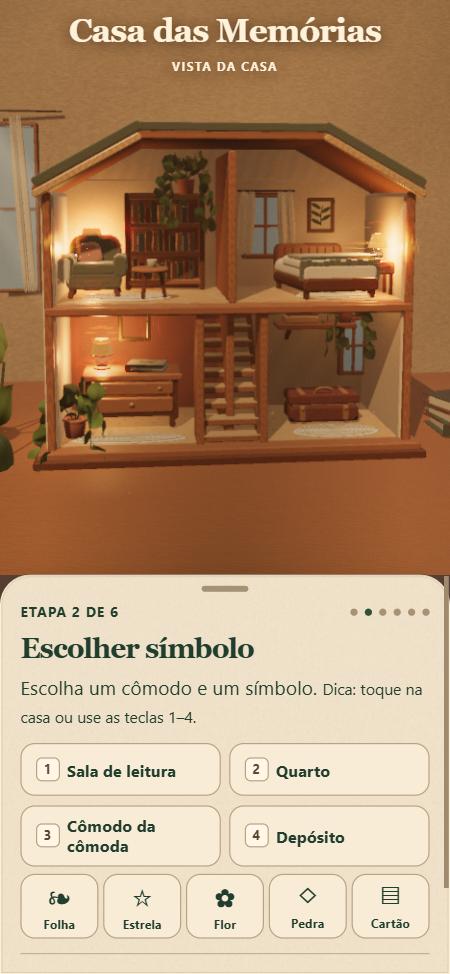 Casa das Memórias
VISTA DA CASA
ETAPA 2 DE 6
Escolher símbolo
Escolha um cômodo e um símbolo. Dica: toque na
casa ou use as teclas 1–4.
1 Sala de leitura
2 Quarto
3 Cômodo da
cômoda
4 Depósito
Folha
Estrela
Flor
Pedra
Cartão